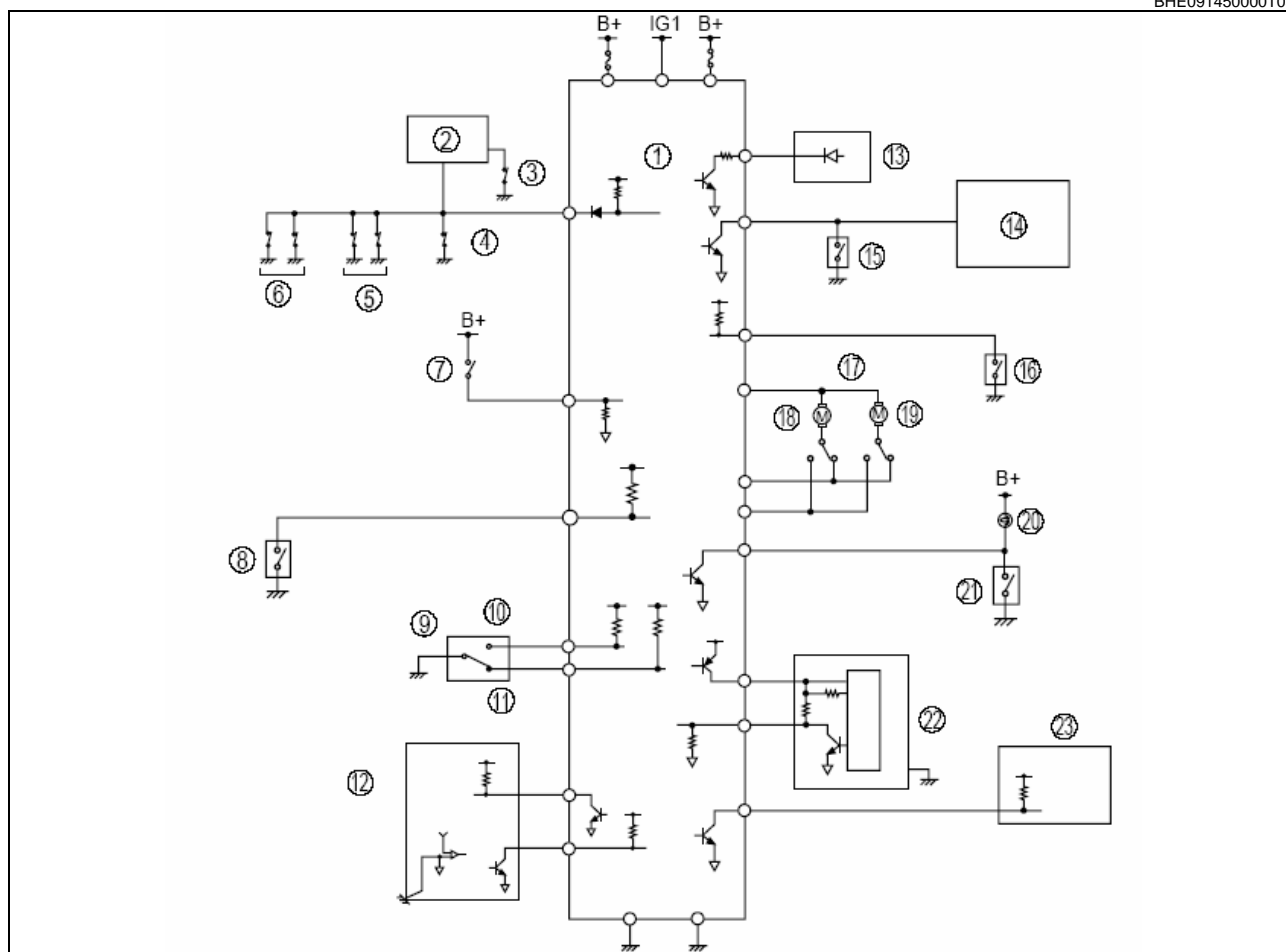 BHE091450000T0
B+ IG1 B+
② ① ⑬
③
④ ⑭
⑮
⑥ ⑤
B+
⑦ ⑰ ⑯
⑱ M M ⑲
B+
⑧ ⑳
㉑
⑩
⑨
⑪ ㉒
㉓
⑫